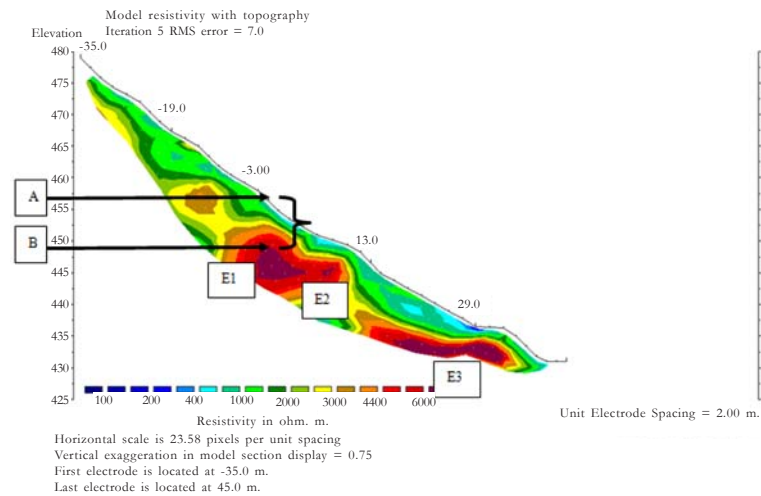 Model resistivity with topography
Iteration 5 RMS error = 7.0
Elevation
480
-35.0
475
470
-19.0
465
460
-3.00
A
455
450
13.0
B
445
E1
E2
440
29.0
435
430
E3
425
100 200 400 1000 2000 3000 4400 6000
Resistivity in ohm. m.
Unit Electrode Spacing = 2.00 m.
Horizontal scale is 23.58 pixels per unit spacing
Vertical exaggeration in model section display = 0.75
First electrode is located at -35.0 m.
Last electrode is located at 45.0 m.